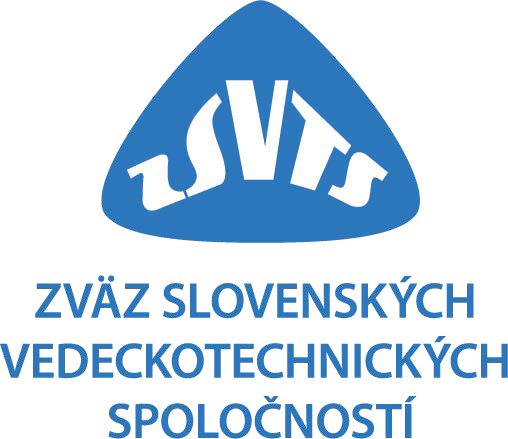 ZSVTS
ZVÄZ SLOVENSKÝCH
VEDECKOTECHNICKÝCH
SPOLOČNOSTÍ